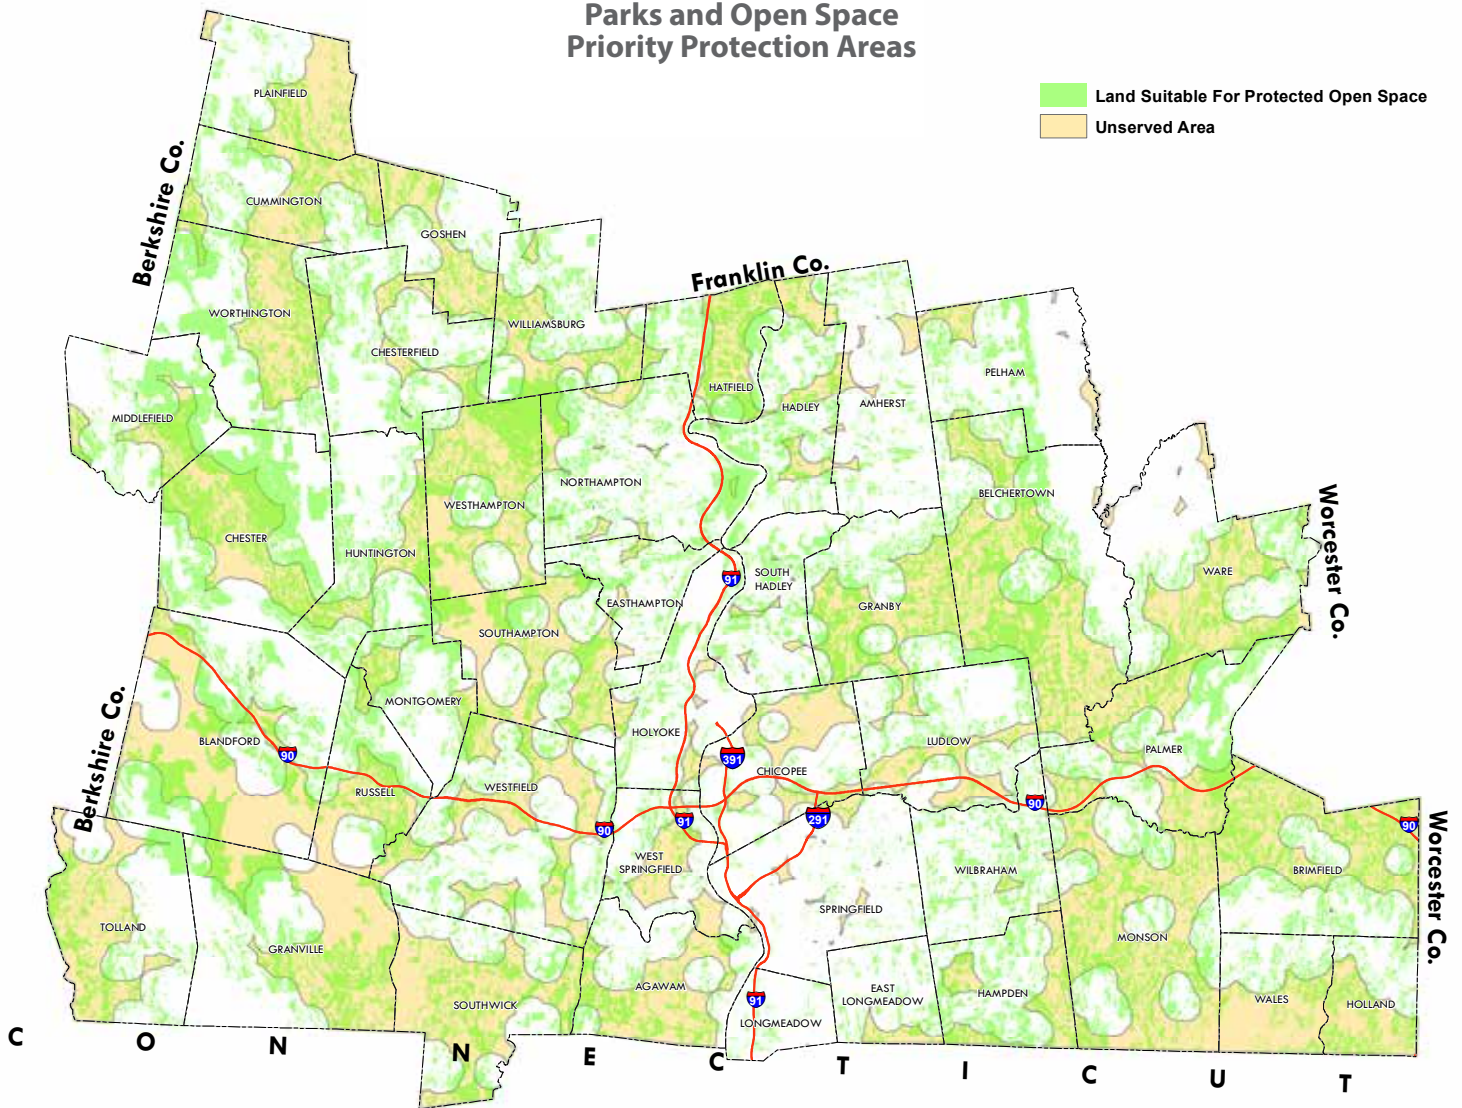 Parks and Open Space
Priority Protection Areas
Land Suitable For Protected Open Space
Unserved Area
PLAINFIELD
Berkshire Co.
CUMMINGTON
GOSHEN
Franklin Co.
WORTHINGTON
WILLIAMSBURG
CHESTERFIELD
PELHAM
HATFIELD
HADLEY
AMHERST
MIDDLEFIELD
NORTHAMPTON
BELCHERTOWN
WESTHAMPTON
Worcester Co.
CHESTER
HUNTINGTON
91
SOUTH
HADLEY
WARE
EASTHAMPTON
GRANBY
SOUTHAMPTON
MONTGOMERY
Berkshire Co.
BLANDFORD
90
HOLYOKE
LUDLOW
PALMER
391
CHICOPEE
WESTFIELD
RUSSELL
90
91
291
90
90
Worcester Co.
WEST
SPRINGFIELD
WILBRAHAM
BRIMFIELD
SPRINGFIELD
TOLLAND
GRANVILLE
MONSON
AGAWAM
EAST
LONGMEADOW
HAMPDEN
WALES
HOLLAND
SOUTHWICK
91
LONGMEADOW
C O N N E C T I C U T